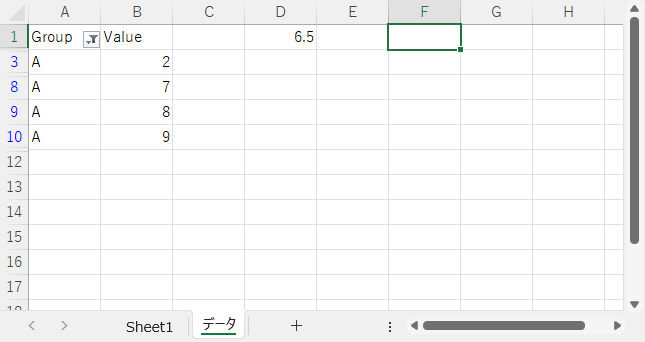 A B C D E F G H
1 Group Value 6.5
3 A 2
8 A 7
9 A 8
10 A 9
12
13
14
15
16
17
18
Sheet1 データ